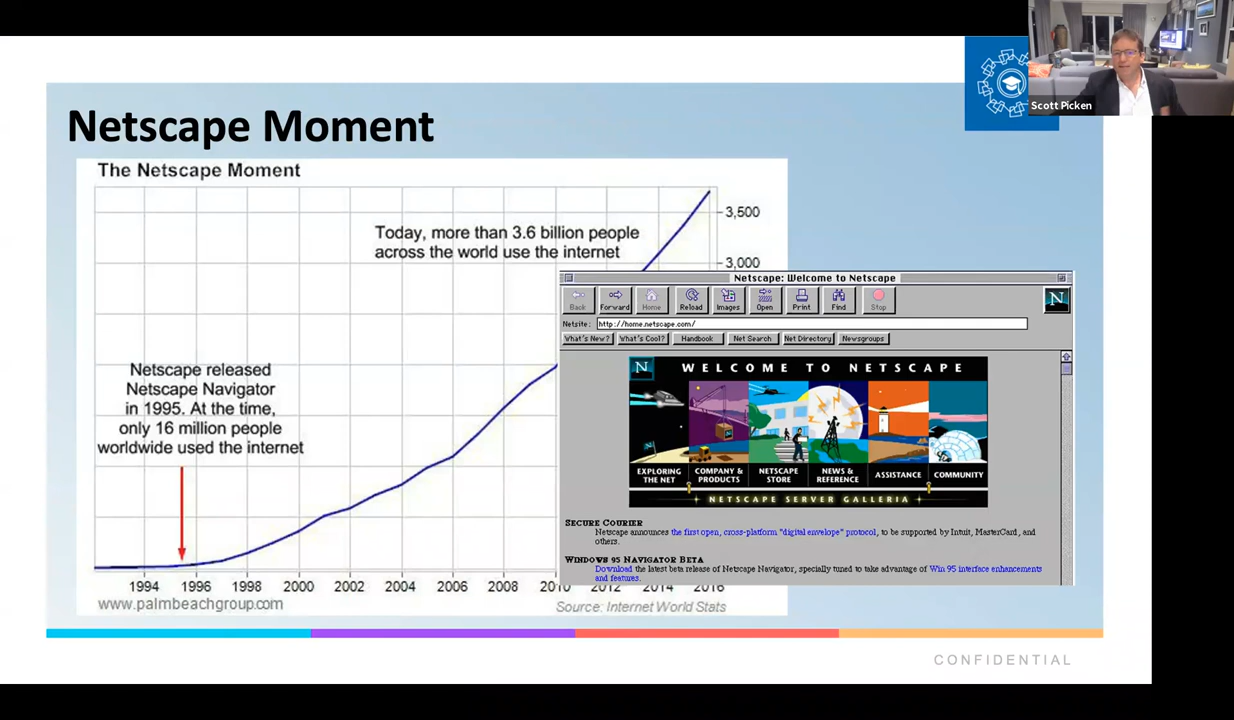 Scott Picken
Netscape Moment
The Netscape Moment
3,500
3,000
Today, more than 3.6 billion people
across the world use the internet
Netscape released
Netscape Navigator
in 1995. At the time,
only 16 million people
worldwide used the internet
1994 1996 1998 2000 2002 2004 2006 2008 2010 2012 2014 2016
www.palmbeachgroup.com
Source: Internet World Stats
Netscape: Welcome to Netscape
Back Forward Home Reload Images Open Print Find Stop
Netsite: http://home.netscape.com/
What's New? What's Cool? Handbook Net Search Net Directory Newsgroups
N WELCOME TO NETSCAPE
EXPLORING THE NET
COMPANY & PRODUCTS
NETSCAPE STORE
NEWS & REFERENCE
ASSISTANCE
COMMUNITY
NETSCAPE SERVER GALLERIA
SECURE COURIER
Netscape announces the first open, cross-platform "digital envelope" protocol, to be supported by Intuit, MasterCard, and
others.
WINDOWS 95 NAVIGATOR BETA
Download the latest beta release of Netscape Navigator, specially tuned to take advantage of Win 95 interface enhancements
and features.
CONFIDENTIAL